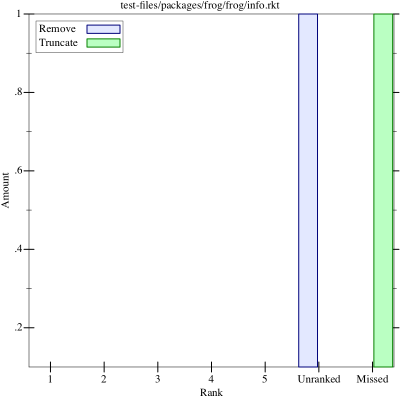 test-files/packages/frog/frog/info.rkt
1
Remove
Truncate
.8
.6
Amount
.4
.2
1 2 3 4 5 Unranked Missed
Rank